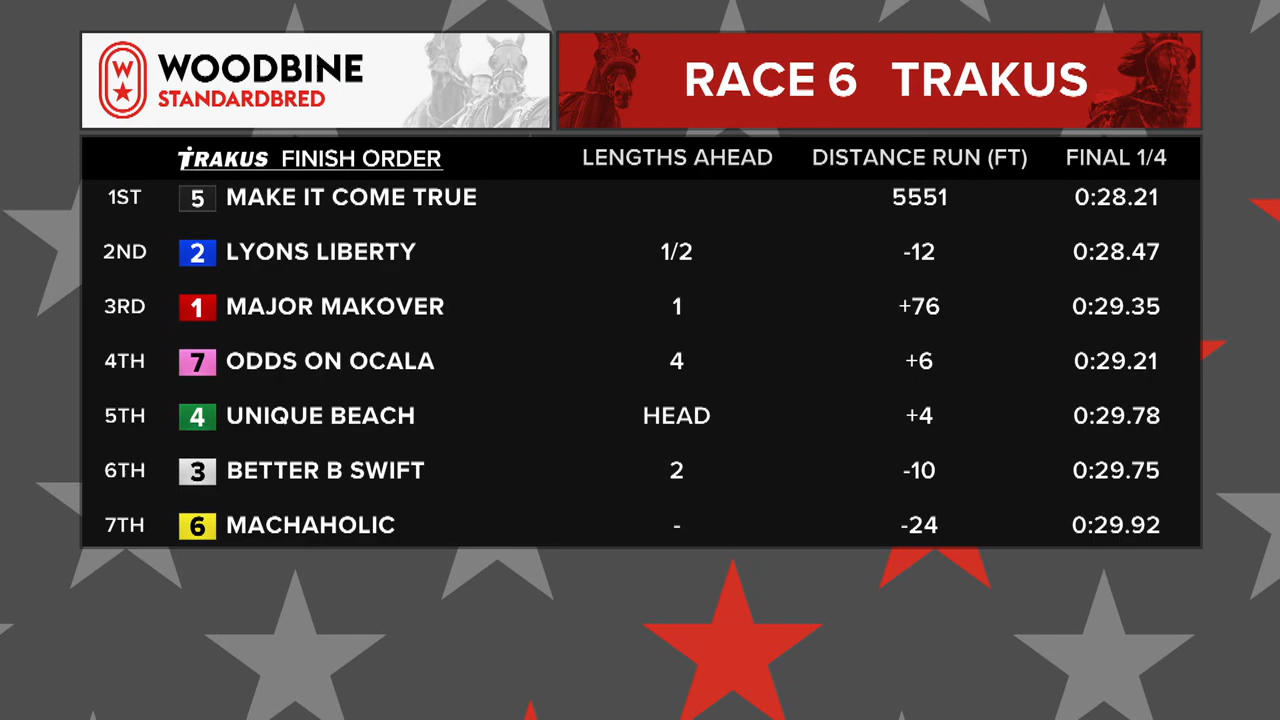 W WOODBINE
STANDARDBRED
RACE 6 TRAKUS
TRAKUS FINISH ORDER LENGTHS AHEAD DISTANCE RUN (FT) FINAL 1/4
1ST 5 MAKE IT COME TRUE 5551 0:28.21
2ND 2 LYONS LIBERTY 1/2 -12 0:28.47
3RD 1 MAJOR MAKOVER 1 +76 0:29.35
4TH 7 ODDS ON OCALA 4 +6 0:29.21
5TH 4 UNIQUE BEACH HEAD +4 0:29.78
6TH 3 BETTER B SWIFT 2 -10 0:29.75
7TH 6 MACHAHOLIC - -24 0:29.92